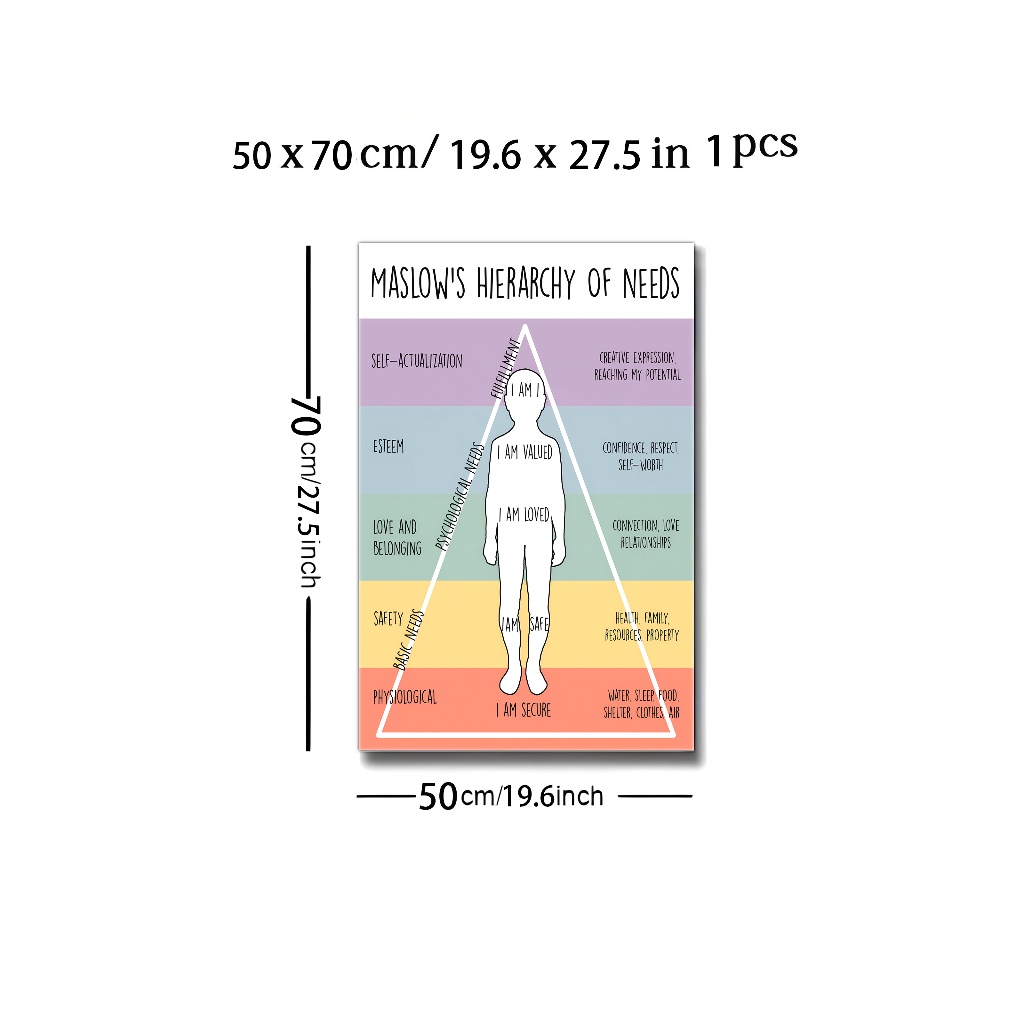 50 x 70 cm/ 19.6 x 27.5 in 1 pcs
MASLOW'S HIERARCHY OF NEEDS
SELF-ACTUALIZATION
FULFILLMENT
I AM I
CREATIVE EXPRESSION,
REACHING MY POTENTIAL
ESTEEM
I AM VALUED
CONFIDENCE, RESPECT,
SELF-WORTH
PSYCHOLOGICAL NEEDS
LOVE AND
BELONGING
I AM LOVED
CONNECTION, LOVE
RELATIONSHIPS
SAFETY
BASIC NEEDS
I AM SAFE
HEALTH, FAMILY,
RESOURCES, PROPERTY
PHYSIOLOGICAL
I AM SECURE
WATER, SLEEP, FOOD,
SHELTER, CLOTHES, AIR
70cm/27.5inch
50cm/19.6inch